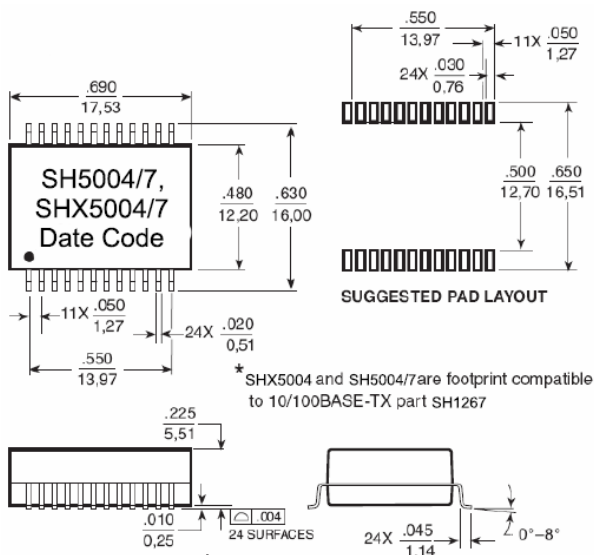 .690
17,53
SH5004/7,
SHX5004/7
Date Code
.480
12,20
.630
16,00
11X .050
1,27
24X .020
0,51
.550
13,97
.550
13,97
11X .050
1,27
24X .030
0,76
.500
12,70
.650
16,51
SUGGESTED PAD LAYOUT
* SHX5004 and SH5004/7are footprint compatible
to 10/100BASE-TX part SH1267
.225
5,51
.010
0,25
.004
24 SURFACES
24X .045
1,14
0°–8°